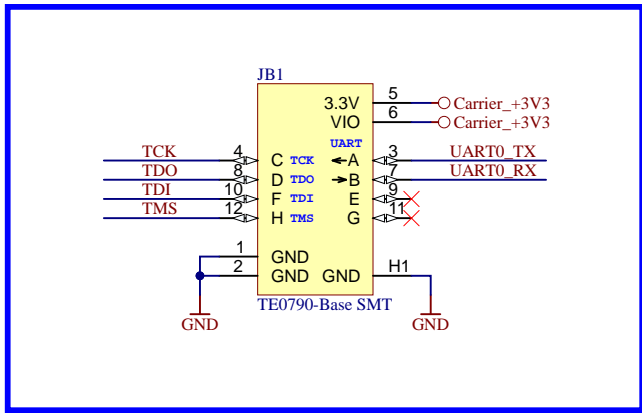 JB1
3.3V 5 Carrier_+3V3
VIO 6 Carrier_+3V3
UART
TCK 4 C TCK A 3 UART0_TX
TDO 8 D TDO B 7 UART0_RX
TDI 10 F TDI E 9
TMS 12 H TMS G 11
1 GND
2 GND GND H1
TE0790-Base SMT
GND GND